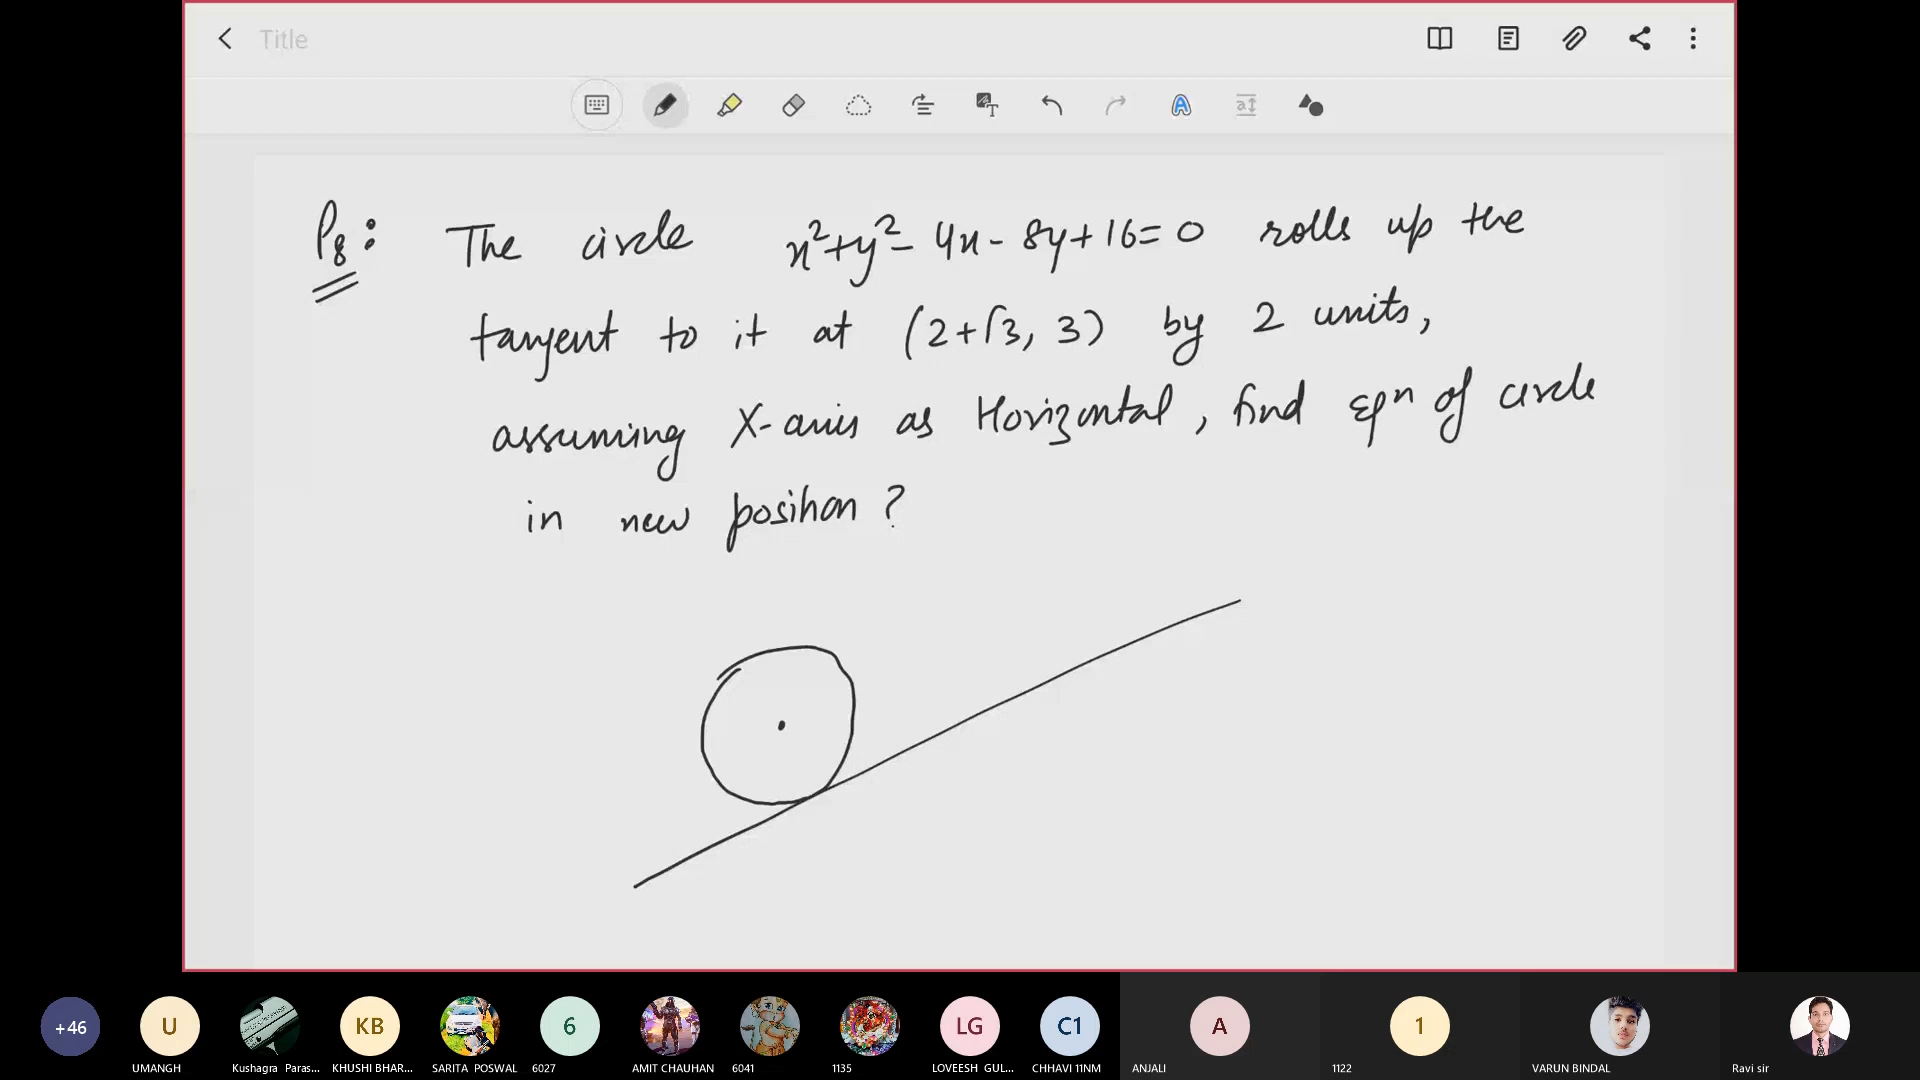 Title
P8: The circle x²+y²-4x-8y+16=0 rolls up the
tangent to it at (2+√3, 3) by 2 units,
assuming X-axis as Horizontal, find eqⁿ of circle
in new position?
+46
U
KB
6
LG
C1
A
1
UMANGH
Kushagra Paras...
KHUSHI BHAR...
SARITA POSWAL
6027
AMIT CHAUHAN
6041
1135
LOVEESH GUL...
CHHAVI 11NM
ANJALI
1122
VARUN BINDAL
Ravi sir